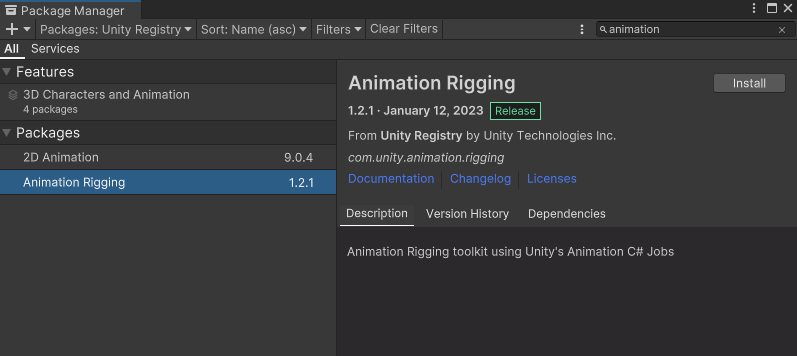 Package Manager
Packages: Unity Registry Sort: Name (asc) Filters Clear Filters animation
All Services
Features
3D Characters and Animation
4 packages
Packages
2D Animation 9.0.4
Animation Rigging 1.2.1
Animation Rigging Install
1.2.1 · January 12, 2023 Release
From Unity Registry by Unity Technologies Inc.
com.unity.animation.rigging
Documentation Changelog Licenses
Description Version History Dependencies
Animation Rigging toolkit using Unity's Animation C# Jobs